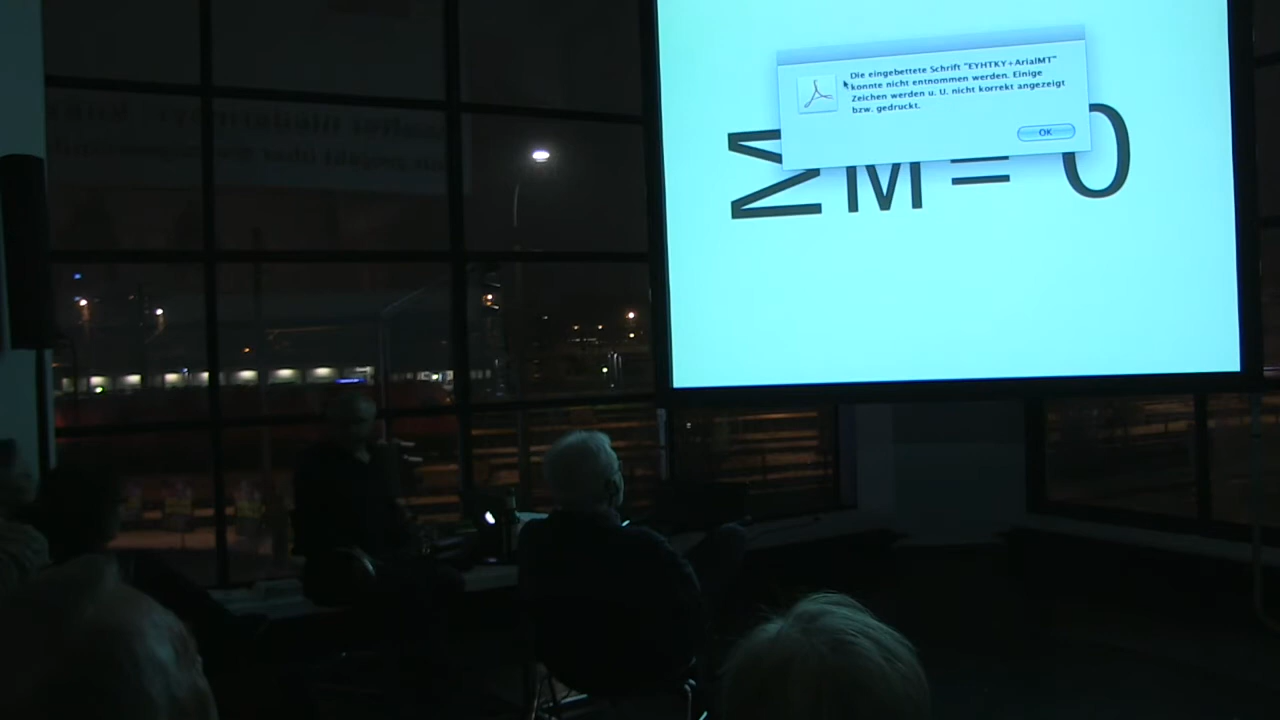 Die eingebettete Schrift "EYHTKY+ArialMT"
konnte nicht entnommen werden. Einige
Zeichen werden u. U. nicht korrekt angezeigt
bzw. gedruckt.
OK
Σ M = 0